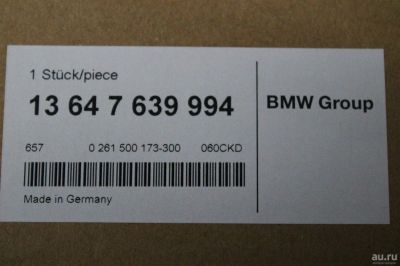 1 Stück/piece
13 64 7 639 994
BMW Group
657 0 261 500 173-300 060CKD
Made in Germany
au.ru